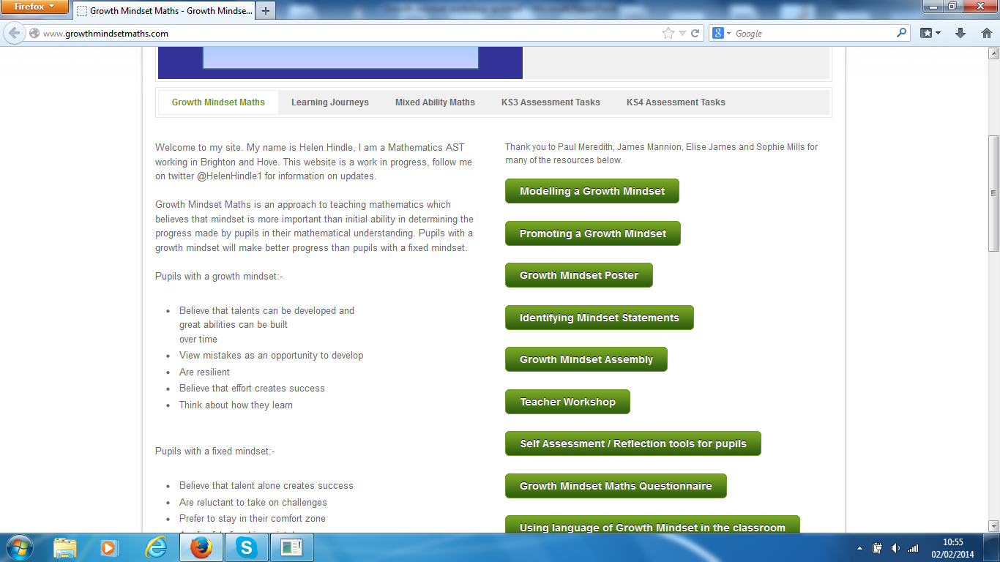 Firefox
Growth Mindset Maths - Growth Mindse...
www.growthmindsetmaths.com
Google
Growth Mindset Maths
Learning Journeys
Mixed Ability Maths
KS3 Assessment Tasks
KS4 Assessment Tasks
Welcome to my site. My name is Helen Hindle, I am a Mathematics AST
working in Brighton and Hove. This website is a work in progress, follow me
on twitter @HelenHindle1 for information on updates.
Growth Mindset Maths is an approach to teaching mathematics which
believes that mindset is more important than initial ability in determining the
progress made by pupils in their mathematical understanding. Pupils with a
growth mindset will make better progress than pupils with a fixed mindset.
Pupils with a growth mindset:-
Believe that talents can be developed and
great abilities can be built
over time
View mistakes as an opportunity to develop
Are resilient
Believe that effort creates success
Think about how they learn
Pupils with a fixed mindset:-
Believe that talent alone creates success
Are reluctant to take on challenges
Prefer to stay in their comfort zone
Thank you to Paul Meredith, James Mannion, Elise James and Sophie Mills for
many of the resources below.
Modelling a Growth Mindset
Promoting a Growth Mindset
Growth Mindset Poster
Identifying Mindset Statements
Growth Mindset Assembly
Teacher Workshop
Self Assessment / Reflection tools for pupils
Growth Mindset Maths Questionnaire
Using language of Growth Mindset in the classroom
10:55
02/02/2014